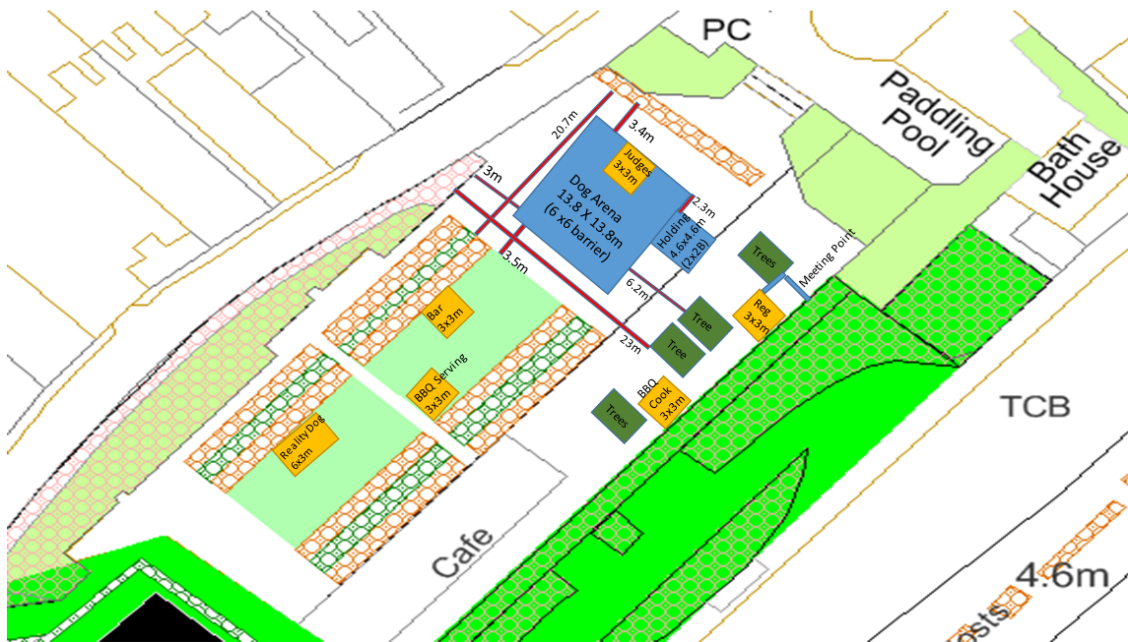 PC
Paddling
Pool
Bath
House
20.7m
3.4m
Judges
3x3m
3m
Dog Arena
13.8 X 13.8m
(6 x6 barrier)
2.3m
Holding
4.6x4.6m
(2x2B)
Trees
Meeting Point
3.5m
6.2m
Reg
3x3m
Bar
3x3m
Tree
Tree
23m
BBQ Serving
3x3m
BBQ
Cook
3x3m
Trees
Reality Dog
6x3m
TCB
Cafe
4.6m
osts